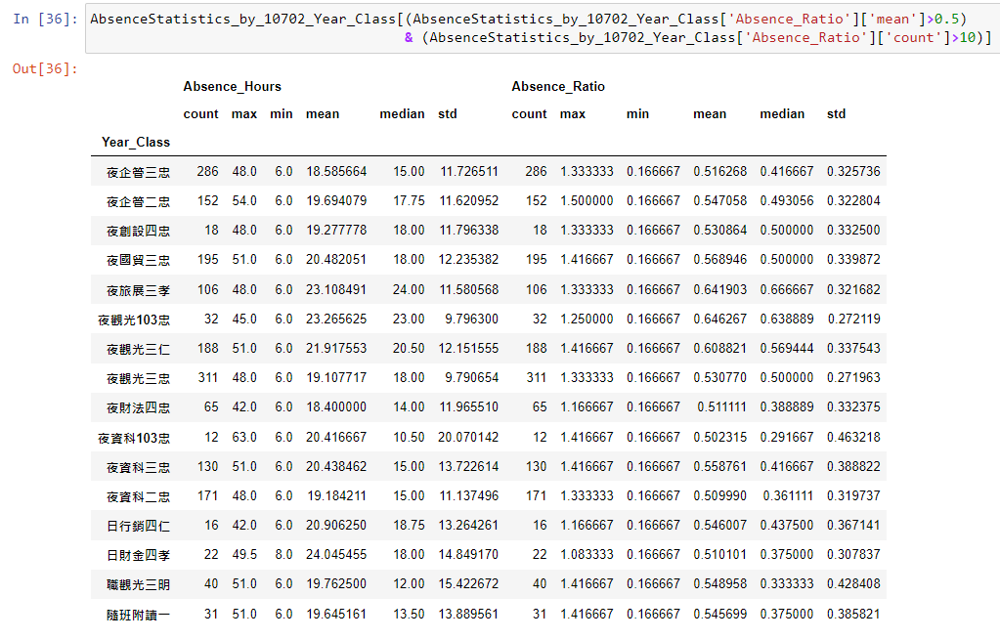 In [36]: AbsenceStatistics_by_10702_Year_Class[(AbsenceStatistics_by_10702_Year_Class['Absence_Ratio']['mean']>0.5)
& (AbsenceStatistics_by_10702_Year_Class['Absence_Ratio']['count']>10)]
Out[36]:
Absence_Hours Absence_Ratio
count max min mean median std count max min mean median std
Year_Class
夜企管三忠 286 48.0 6.0 18.585664 15.00 11.726511 286 1.333333 0.166667 0.516268 0.416667 0.325736
夜企管二忠 152 54.0 6.0 19.694079 17.75 11.620952 152 1.500000 0.166667 0.547058 0.493056 0.322804
夜創設四忠 18 48.0 6.0 19.277778 18.00 11.796338 18 1.333333 0.166667 0.530864 0.500000 0.332500
夜國貿三忠 195 51.0 6.0 20.482051 18.00 12.235382 195 1.416667 0.166667 0.568946 0.500000 0.339872
夜旅展三孝 106 48.0 6.0 23.108491 24.00 11.580568 106 1.333333 0.166667 0.641903 0.666667 0.321682
夜觀光103忠 32 45.0 6.0 23.265625 23.00 9.796300 32 1.250000 0.166667 0.646267 0.638889 0.272119
夜觀光三仁 188 51.0 6.0 21.917553 20.50 12.151555 188 1.416667 0.166667 0.608821 0.569444 0.337543
夜觀光三忠 311 48.0 6.0 19.107717 18.00 9.790654 311 1.333333 0.166667 0.530770 0.500000 0.271963
夜財法四忠 65 42.0 6.0 18.400000 14.00 11.965510 65 1.166667 0.166667 0.511111 0.388889 0.332375
夜資科103忠 12 63.0 6.0 20.416667 10.50 20.070142 12 1.416667 0.166667 0.502315 0.291667 0.463218
夜資科三忠 130 51.0 6.0 20.438462 15.00 13.722614 130 1.416667 0.166667 0.558761 0.416667 0.388822
夜資科二忠 171 48.0 6.0 19.184211 15.00 11.137496 171 1.333333 0.166667 0.509990 0.361111 0.319737
日行銷四仁 16 42.0 6.0 20.906250 18.75 13.264261 16 1.166667 0.166667 0.546007 0.437500 0.367141
日財金四孝 22 49.5 8.0 24.045455 18.00 14.849170 22 1.083333 0.166667 0.510101 0.375000 0.307837
職觀光三明 40 51.0 6.0 19.762500 12.00 15.422672 40 1.416667 0.166667 0.548958 0.333333 0.428408
隨班附讀一 31 51.0 6.0 19.645161 13.50 13.889561 31 1.416667 0.166667 0.545699 0.375000 0.385821